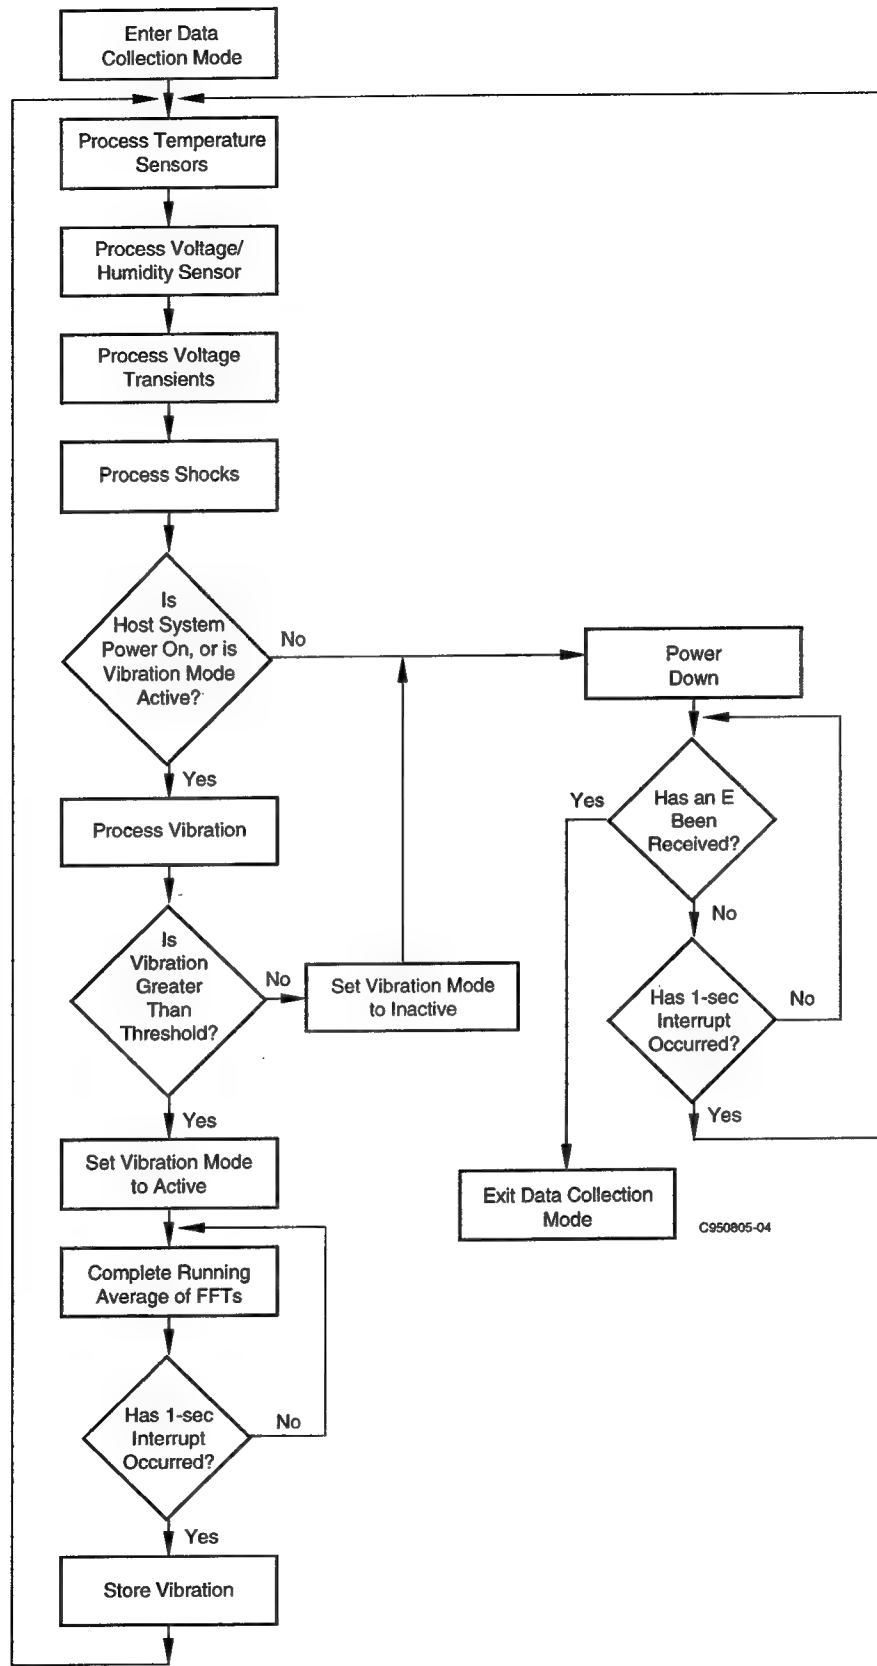 Enter Data
Collection Mode
Process Temperature
Sensors
Process Voltage/
Humidity Sensor
Process Voltage
Transients
Process Shocks
Is
Host System
Power On, or is
Vibration Mode
Active?
No
Yes
Power
Down
Process Vibration
Has an E
Been
Received?
Yes
No
Is
Vibration
Greater
Than
Threshold?
No
Yes
Set Vibration Mode
to Inactive
Has 1-sec
Interrupt
Occurred?
No
Yes
Set Vibration Mode
to Active
Exit Data Collection
Mode
C950805-04
Complete Running
Average of FFTs
Has 1-sec
Interrupt
Occurred?
No
Yes
Store Vibration